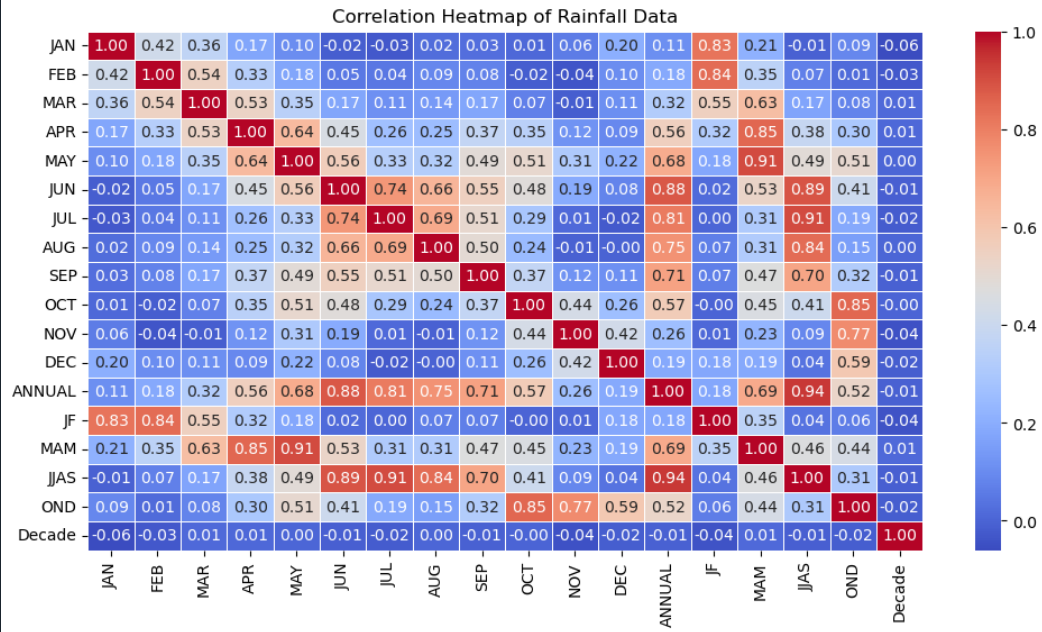 Correlation Heatmap of Rainfall Data
JAN 1.00 0.42 0.36 0.17 0.10 -0.02 -0.03 0.02 0.03 0.01 0.06 0.20 0.11 0.83 0.21 -0.01 0.09 -0.06
FEB 0.42 1.00 0.54 0.33 0.18 0.05 0.04 0.09 0.08 -0.02 -0.04 0.10 0.18 0.84 0.35 0.07 0.01 -0.03
MAR 0.36 0.54 1.00 0.53 0.35 0.17 0.11 0.14 0.17 0.07 -0.01 0.11 0.32 0.55 0.63 0.17 0.08 0.01
APR 0.17 0.33 0.53 1.00 0.64 0.45 0.26 0.25 0.37 0.35 0.12 0.09 0.56 0.32 0.85 0.38 0.30 0.01
MAY 0.10 0.18 0.35 0.64 1.00 0.56 0.33 0.32 0.49 0.51 0.31 0.22 0.68 0.18 0.91 0.49 0.51 0.00
JUN -0.02 0.05 0.17 0.45 0.56 1.00 0.74 0.66 0.55 0.48 0.19 0.08 0.88 0.02 0.53 0.89 0.41 -0.01
JUL -0.03 0.04 0.11 0.26 0.33 0.74 1.00 0.69 0.51 0.29 0.01 -0.02 0.81 0.00 0.31 0.91 0.19 -0.02
AUG 0.02 0.09 0.14 0.25 0.32 0.66 0.69 1.00 0.50 0.24 -0.01 -0.00 0.75 0.07 0.31 0.84 0.15 0.00
SEP 0.03 0.08 0.17 0.37 0.49 0.55 0.51 0.50 1.00 0.37 0.12 0.11 0.71 0.07 0.47 0.70 0.32 -0.01
OCT 0.01 -0.02 0.07 0.35 0.51 0.48 0.29 0.24 0.37 1.00 0.44 0.26 0.57 -0.00 0.45 0.41 0.85 -0.00
NOV 0.06 -0.04 -0.01 0.12 0.31 0.19 0.01 -0.01 0.12 0.44 1.00 0.42 0.26 0.01 0.23 0.09 0.77 -0.04
DEC 0.20 0.10 0.11 0.09 0.22 0.08 -0.02 -0.00 0.11 0.26 0.42 1.00 0.19 0.18 0.19 0.04 0.59 -0.02
ANNUAL 0.11 0.18 0.32 0.56 0.68 0.88 0.81 0.75 0.71 0.57 0.26 0.19 1.00 0.18 0.69 0.94 0.52 -0.01
JF 0.83 0.84 0.55 0.32 0.18 0.02 0.00 0.07 0.07 -0.00 0.01 0.18 0.18 1.00 0.35 0.04 0.06 -0.04
MAM 0.21 0.35 0.63 0.85 0.91 0.53 0.31 0.31 0.47 0.45 0.23 0.19 0.69 0.35 1.00 0.46 0.44 0.01
JJAS -0.01 0.07 0.17 0.38 0.49 0.89 0.91 0.84 0.70 0.41 0.09 0.04 0.94 0.04 0.46 1.00 0.31 -0.01
OND 0.09 0.01 0.08 0.30 0.51 0.41 0.19 0.15 0.32 0.85 0.77 0.59 0.52 0.06 0.44 0.31 1.00 -0.02
Decade -0.06 -0.03 0.01 0.01 0.00 -0.01 -0.02 0.00 -0.01 -0.00 -0.04 -0.02 -0.01 -0.04 0.01 -0.01 -0.02 1.00
JAN FEB MAR APR MAY JUN JUL AUG SEP OCT NOV DEC ANNUAL JF MAM JJAS OND Decade
1.0
0.8
0.6
0.4
0.2
0.0